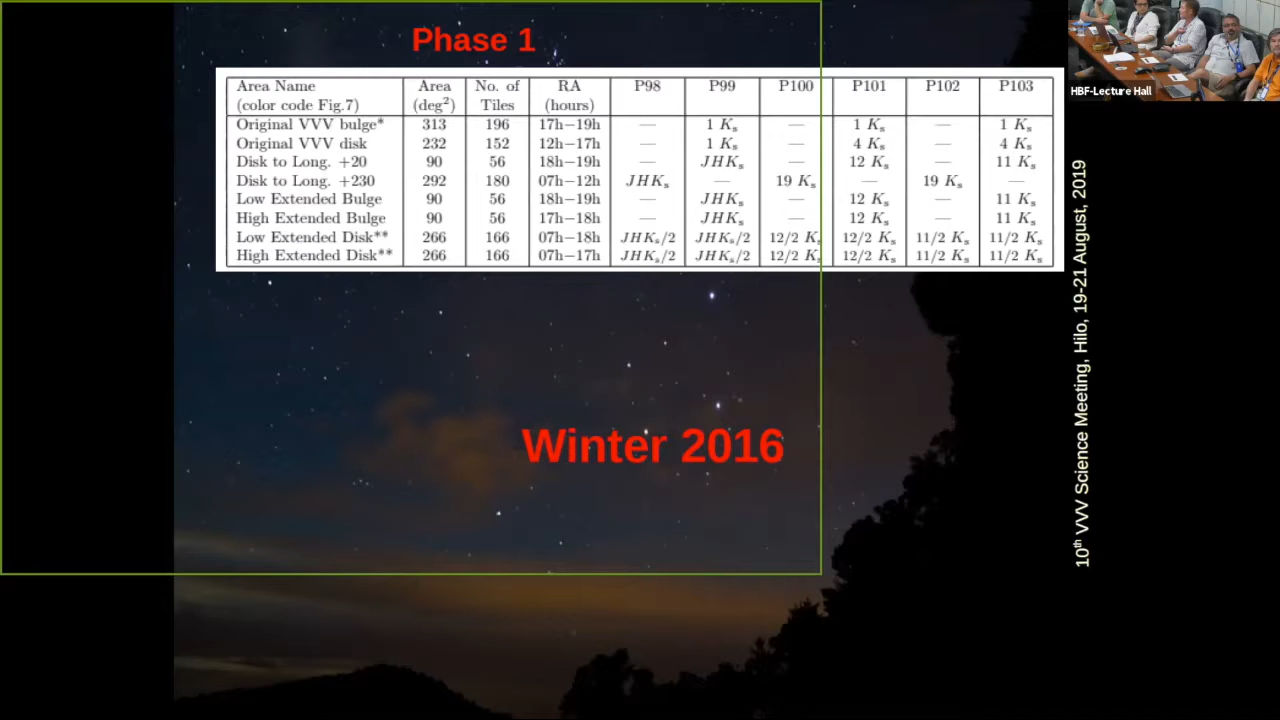 Phase 1
Area Name Area No. of RA P98 P99 P100 P101 P102 P103
(color code Fig.7) (deg²) Tiles (hours)
Original VVV bulge* 313 196 17h−19h — 1 Kₛ — 1 Kₛ — 1 Kₛ
Original VVV disk 232 152 12h−17h — 1 Kₛ — 4 Kₛ — 4 Kₛ
Disk to Long. +20 90 56 18h−19h — JHKₛ — 12 Kₛ — 11 Kₛ
Disk to Long. +230 292 180 07h−12h JHKₛ — 19 Kₛ — 19 Kₛ —
Low Extended Bulge 90 56 18h−19h — JHKₛ — 12 Kₛ — 11 Kₛ
High Extended Bulge 90 56 17h−18h — JHKₛ — 12 Kₛ — 11 Kₛ
Low Extended Disk** 266 166 07h−18h JHKₛ/2 JHKₛ/2 12/2 Kₛ 12/2 Kₛ 11/2 Kₛ 11/2 Kₛ
High Extended Disk** 266 166 07h−17h JHKₛ/2 JHKₛ/2 12/2 Kₛ 12/2 Kₛ 11/2 Kₛ 11/2 Kₛ
Winter 2016
10th VVV Science Meeting, Hilo, 19-21 August, 2019
HBF-Lecture Hall